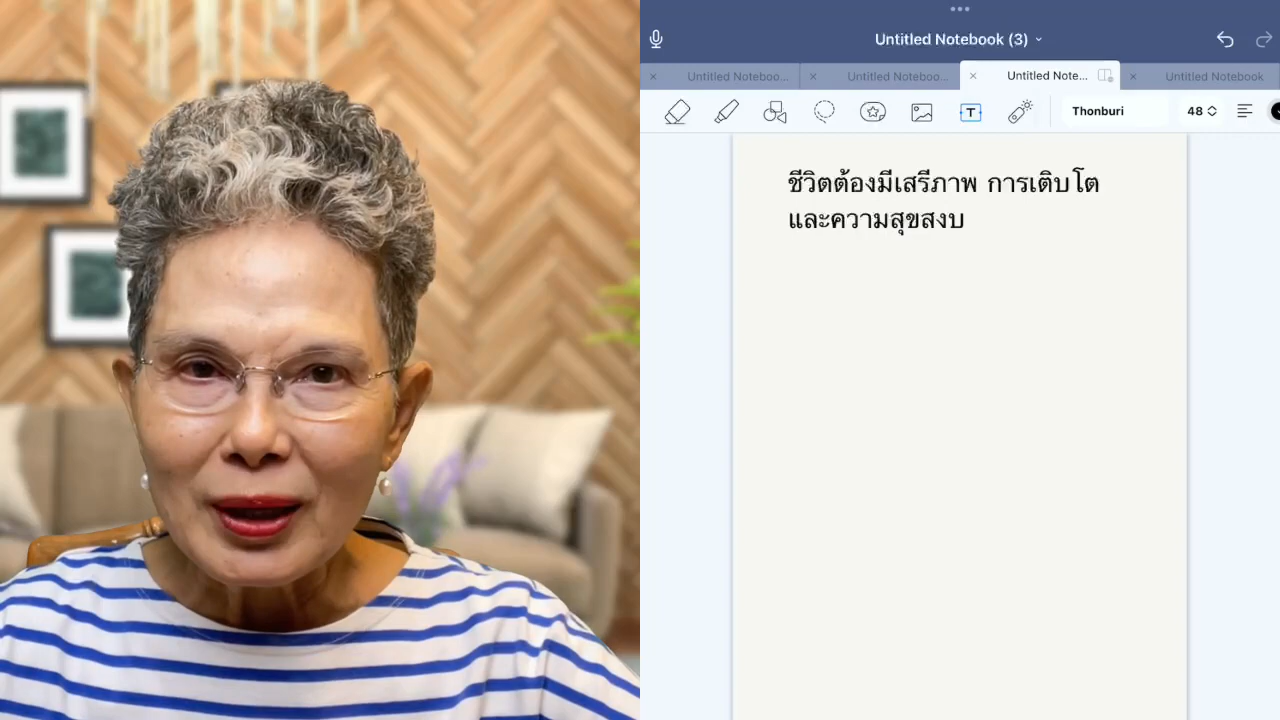 Untitled Notebook (3)
Untitled Noteboo...
Untitled Noteboo...
Untitled Note...
Untitled Notebook
T
Thonburi
48
ชีวิตต้องมีเสรีภาพ การเติบโต
และความสุขสงบ